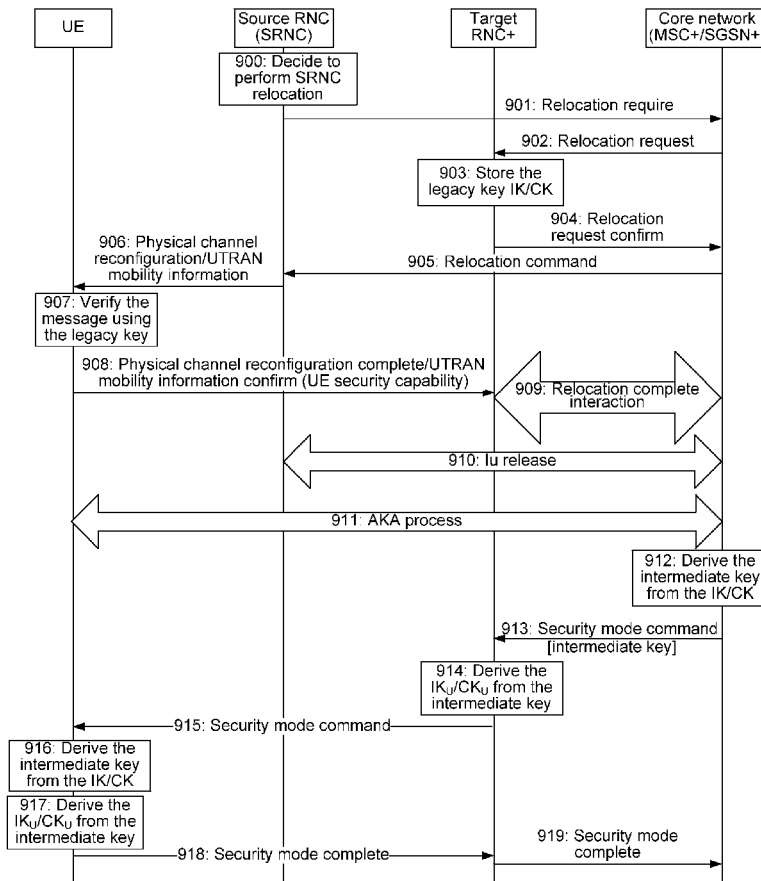 UE
Source RNC
(SRNC)
Target
RNC+
Core network
(MSC+/SGSN+)
900: Decide to
perform SRNC
relocation
901: Relocation require
902: Relocation request
903: Store the
legacy key IK/CK
904: Relocation
request confirm
905: Relocation command
906: Physical channel
reconfiguration/UTRAN
mobility information
907: Verify the
message using
the legacy key
908: Physical channel reconfiguration complete/UTRAN
mobility information confirm (UE security capability)
909: Relocation complete
interaction
910: Iu release
911: AKA process
912: Derive the
intermediate key
from the IK/CK
913: Security mode command
[intermediate key]
914: Derive the
IKU/CKU from the
intermediate key
915: Security mode command
916: Derive the
intermediate key
from the IK/CK
917: Derive the
IKU/CKU from the
intermediate key
918: Security mode complete
919: Security mode
complete